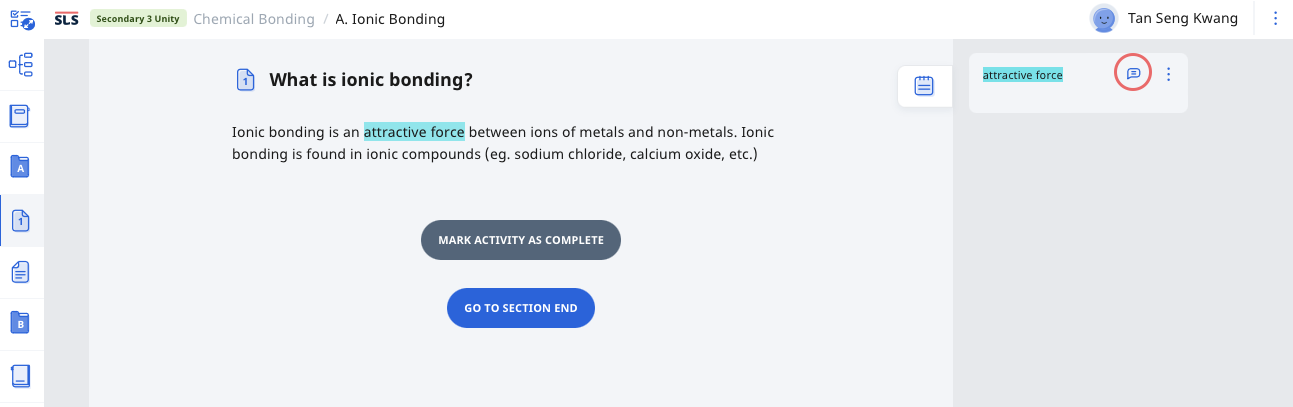 SLS
Secondary 3 Unity
Chemical Bonding / A. Ionic Bonding
Tan Seng Kwang
1
What is ionic bonding?
attractive force
Ionic bonding is an attractive force between ions of metals and non-metals. Ionic
bonding is found in ionic compounds (eg. sodium chloride, calcium oxide, etc.)
A
1
MARK ACTIVITY AS COMPLETE
GO TO SECTION END
B